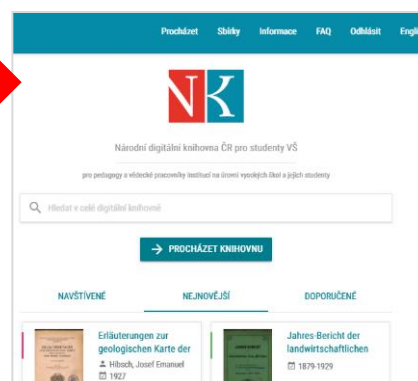 Procházet Sbírky Informace FAQ Odhlásit
NK
Národní digitální knihovna ČR pro studenty VŠ
pro pedagogy a vědecké pracovníky institucí na úrovni vysokých škol a jejich studenty
Hledat v celé digitální knihovně
→ PROCHÁZET KNIHOVNU
NAVŠTÍVENÉ NEJNOVĚJŠÍ DOPORUČENÉ
Erläuterungen zur
geologischen Karte der
Hibsch, Josef Emanuel
1927
Jahres-Bericht der
landwirtschaftlichen
1879-1929